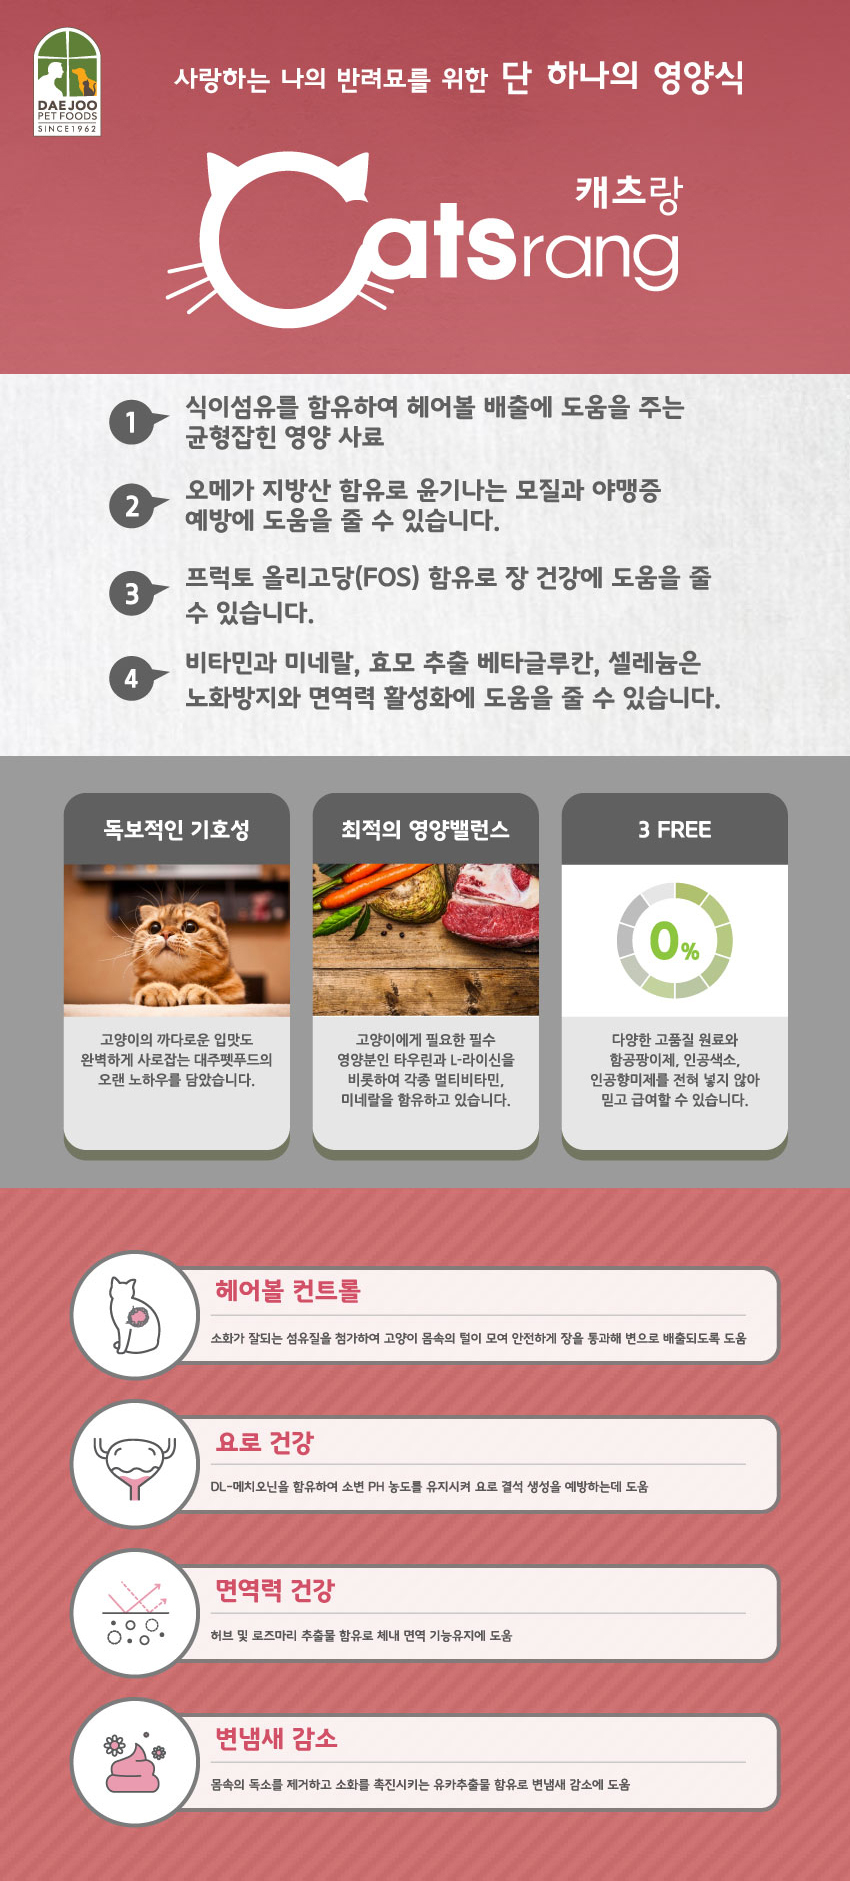 DAEJOO
PET FOODS
SINCE1962
사랑하는 나의 반려묘를 위한 단 하나의 영양식
캐츠랑
Catsrang
1
식이섬유를 함유하여 헤어볼 배출에 도움을 주는
균형잡힌 영양 사료
2
오메가 지방산 함유로 윤기나는 모질과 야맹증
예방에 도움을 줄 수 있습니다.
3
프럭토 올리고당(FOS) 함유로 장 건강에 도움을 줄
수 있습니다.
4
비타민과 미네랄, 효모 추출 베타글루칸, 셀레늄은
노화방지와 면역력 활성화에 도움을 줄 수 있습니다.
독보적인 기호성
고양이의 까다로운 입맛도
완벽하게 사로잡는 대주펫푸드의
오랜 노하우를 담았습니다.
최적의 영양밸런스
고양이에게 필요한 필수
영양분인 타우린과 L-라이신을
비롯하여 각종 멀티비타민,
미네랄을 함유하고 있습니다.
3 FREE
0%
다양한 고품질 원료와
함공팡이제, 인공색소,
인공향미제를 전혀 넣지 않아
믿고 급여할 수 있습니다.
헤어볼 컨트롤
소화가 잘되는 섬유질을 첨가하여 고양이 몸속의 털이 모여 안전하게 장을 통과해 변으로 배출되도록 도움
요로 건강
DL-메치오닌을 함유하여 소변 PH 농도를 유지시켜 요로 결석 생성을 예방하는데 도움
면역력 건강
허브 및 로즈마리 추출물 함유로 체내 면역 기능유지에 도움
변냄새 감소
몸속의 독소를 제거하고 소화를 촉진시키는 유카추출물 함유로 변냄새 감소에 도움